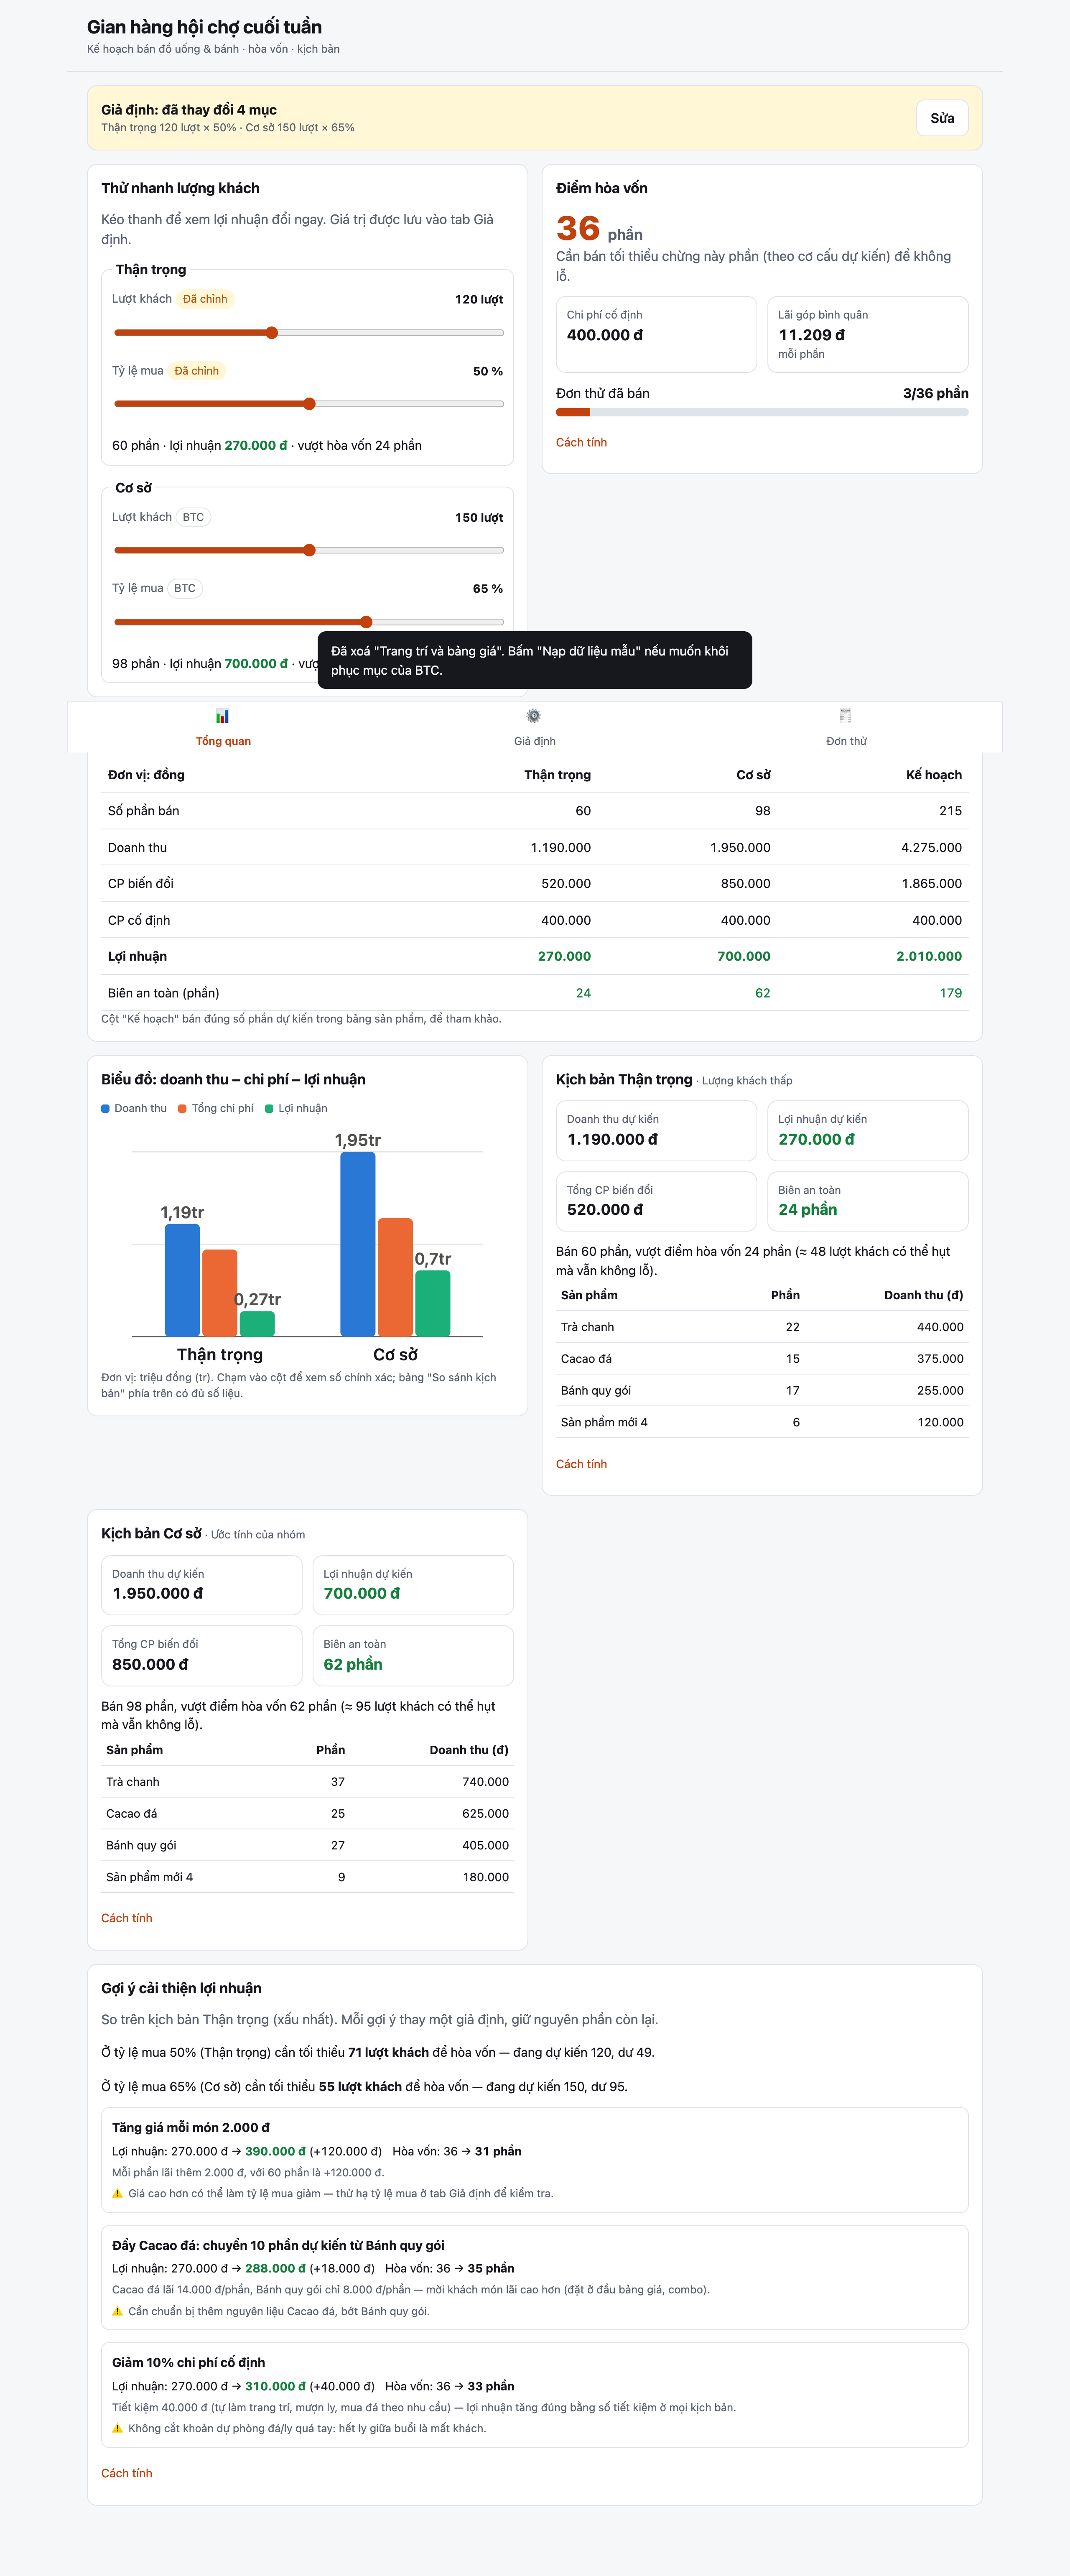 Gian hàng hội chợ cuối tuần
Kế hoạch bán đồ uống & bánh · hòa vốn · kịch bản
Giả định: đã thay đổi 4 mục
Thận trọng 120 lượt × 50% · Cơ sở 150 lượt × 65%
Sửa
Thử nhanh lượng khách
Kéo thanh để xem lợi nhuận đổi ngay. Giá trị được lưu vào tab Giả
định.
Thận trọng
Lượt khách Đã chỉnh 120 lượt
Tỷ lệ mua Đã chỉnh 50 %
60 phần · lợi nhuận 270.000 đ · vượt hòa vốn 24 phần
Cơ sở
Lượt khách BTC 150 lượt
Tỷ lệ mua BTC 65 %
98 phần · lợi nhuận 700.000 đ ·
Điểm hòa vốn
36 phần
Cần bán tối thiểu chừng này phần (theo cơ cấu dự kiến) để không
lỗ.
Chi phí cố định
400.000 đ
Lãi góp bình quân
11.209 đ
mỗi phần
Đơn thử đã bán 3/36 phần
Cách tính
Đã xoá "Trang trí và bảng giá". Bấm "Nạp dữ liệu mẫu" nếu muốn khôi
phục mục của BTC.
Tổng quan
Giả định
Đơn thử
Đơn vị: đồng Thận trọng Cơ sở Kế hoạch
Số phần bán 60 98 215
Doanh thu 1.190.000 1.950.000 4.275.000
CP biến đổi 520.000 850.000 1.865.000
CP cố định 400.000 400.000 400.000
Lợi nhuận 270.000 700.000 2.010.000
Biên an toàn (phần) 24 62 179
Cột "Kế hoạch" bán đúng số phần dự kiến trong bảng sản phẩm, để tham khảo.
Biểu đồ: doanh thu – chi phí – lợi nhuận
Doanh thu Tổng chi phí Lợi nhuận
1,95tr
1,19tr
0,7tr
0,27tr
Thận trọng Cơ sở
Đơn vị: triệu đồng (tr). Chạm vào cột để xem số chính xác; bảng "So sánh kịch
bản" phía trên có đủ số liệu.
Kịch bản Thận trọng · Lượng khách thấp
Doanh thu dự kiến
1.190.000 đ
Lợi nhuận dự kiến
270.000 đ
Tổng CP biến đổi
520.000 đ
Biên an toàn
24 phần
Bán 60 phần, vượt điểm hòa vốn 24 phần (≈ 48 lượt khách có thể hụt
mà vẫn không lỗ).
Sản phẩm Phần Doanh thu (đ)
Trà chanh 22 440.000
Cacao đá 15 375.000
Bánh quy gói 17 255.000
Sản phẩm mới 4 6 120.000
Cách tính
Kịch bản Cơ sở · Ước tính của nhóm
Doanh thu dự kiến
1.950.000 đ
Lợi nhuận dự kiến
700.000 đ
Tổng CP biến đổi
850.000 đ
Biên an toàn
62 phần
Bán 98 phần, vượt điểm hòa vốn 62 phần (≈ 95 lượt khách có thể hụt
mà vẫn không lỗ).
Sản phẩm Phần Doanh thu (đ)
Trà chanh 37 740.000
Cacao đá 25 625.000
Bánh quy gói 27 405.000
Sản phẩm mới 4 9 180.000
Cách tính
Gợi ý cải thiện lợi nhuận
So trên kịch bản Thận trọng (xấu nhất). Mỗi gợi ý thay một giả định, giữ nguyên phần còn lại.
Ở tỷ lệ mua 50% (Thận trọng) cần tối thiểu 71 lượt khách để hòa vốn — đang dự kiến 120, dư 49.
Ở tỷ lệ mua 65% (Cơ sở) cần tối thiểu 55 lượt khách để hòa vốn — đang dự kiến 150, dư 95.
Tăng giá mỗi món 2.000 đ
Lợi nhuận: 270.000 đ → 390.000 đ (+120.000 đ) Hòa vốn: 36 → 31 phần
Mỗi phần lãi thêm 2.000 đ, với 60 phần là +120.000 đ.
⚠️ Giá cao hơn có thể làm tỷ lệ mua giảm — thử hạ tỷ lệ mua ở tab Giả định để kiểm tra.
Đẩy Cacao đá: chuyển 10 phần dự kiến từ Bánh quy gói
Lợi nhuận: 270.000 đ → 288.000 đ (+18.000 đ) Hòa vốn: 36 → 35 phần
Cacao đá lãi 14.000 đ/phần, Bánh quy gói chỉ 8.000 đ/phần — mời khách món lãi cao hơn (đặt ở đầu bảng giá, combo).
⚠️ Cần chuẩn bị thêm nguyên liệu Cacao đá, bớt Bánh quy gói.
Giảm 10% chi phí cố định
Lợi nhuận: 270.000 đ → 310.000 đ (+40.000 đ) Hòa vốn: 36 → 33 phần
Tiết kiệm 40.000 đ (tự làm trang trí, mượn ly, mua đá theo nhu cầu) — lợi nhuận tăng đúng bằng số tiết kiệm ở mọi kịch bản.
⚠️ Không cắt khoản dự phòng đá/ly quá tay: hết ly giữa buổi là mất khách.
Cách tính